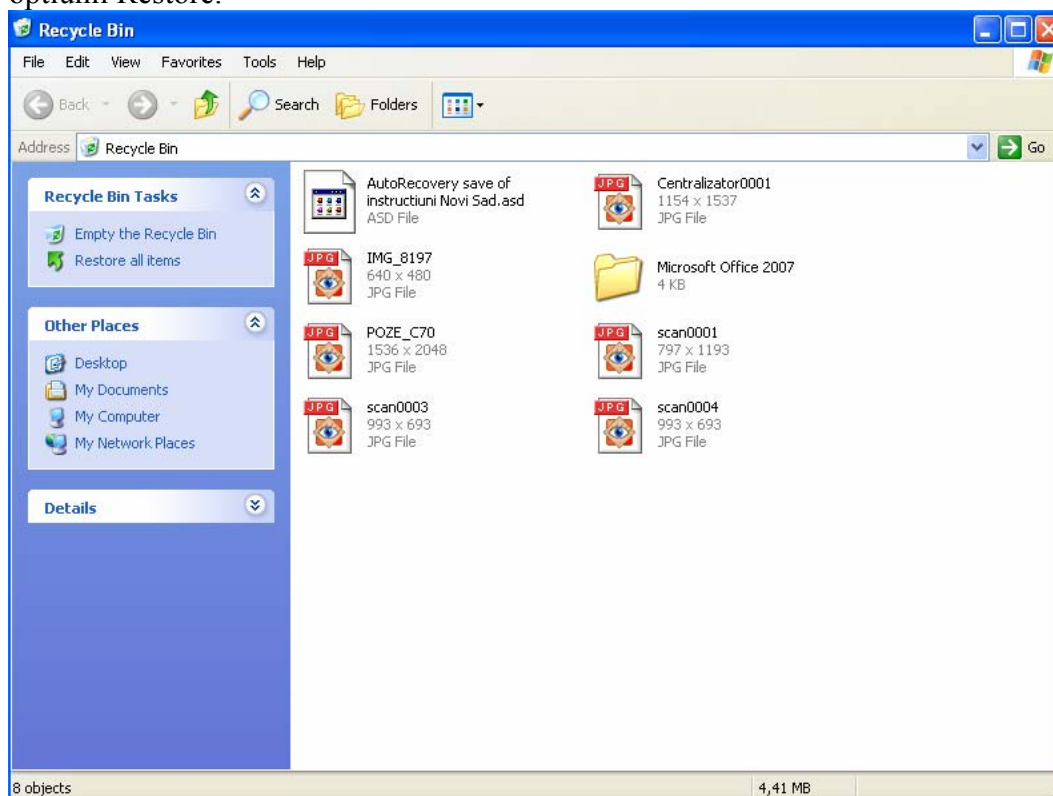 opțiunii Restore.
Recycle Bin
File Edit View Favorites Tools Help
Back Search Folders
Address Recycle Bin Go
Recycle Bin Tasks
Empty the Recycle Bin
Restore all items
Other Places
Desktop
My Documents
My Computer
My Network Places
Details
AutoRecovery save of
instructiuni Novi Sad.asd
ASD File
JPG
Centralizator0001
1154 x 1537
JPG File
JPG
IMG_8197
640 x 480
JPG File
Microsoft Office 2007
4 KB
JPG
POZE_C70
1536 x 2048
JPG File
JPG
scan0001
797 x 1193
JPG File
JPG
scan0003
993 x 693
JPG File
JPG
scan0004
993 x 693
JPG File
8 objects 4,41 MB